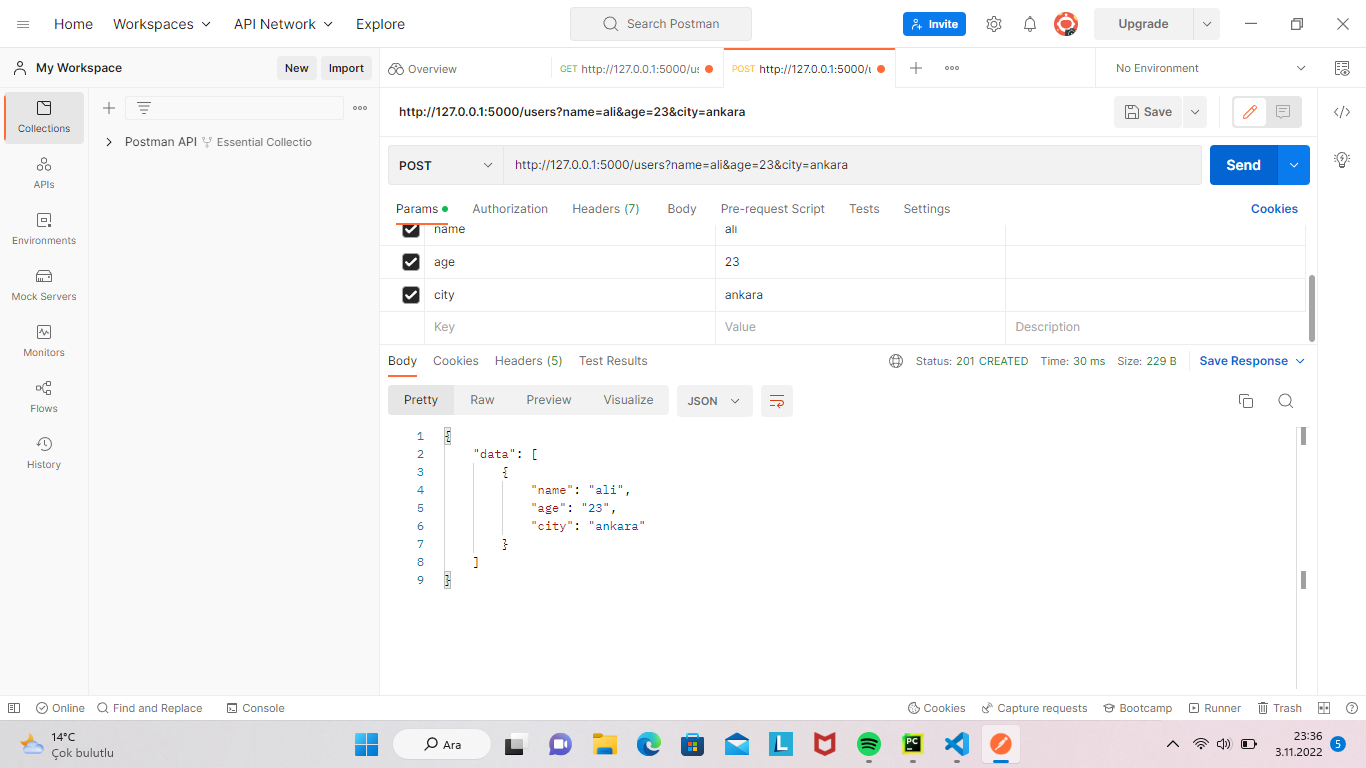 Home Workspaces API Network Explore Search Postman Invite Upgrade
My Workspace New Import Overview GET http://127.0.0.1:5000/us POST http://127.0.0.1:5000/u No Environment
Collections
APIs
Environments
Mock Servers
Monitors
Flows
History
Postman API Essential Collectio
http://127.0.0.1:5000/users?name=ali&age=23&city=ankara Save
POST http://127.0.0.1:5000/users?name=ali&age=23&city=ankara Send
Params Authorization Headers (7) Body Pre-request Script Tests Settings Cookies
name ali
age 23
city ankara
Key Value Description
Body Cookies Headers (5) Test Results Status: 201 CREATED Time: 30 ms Size: 229 B Save Response
Pretty Raw Preview Visualize JSON
1 {
2 "data": [
3 {
4 "name": "ali",
5 "age": "23",
6 "city": "ankara"
7 }
8 ]
9 }
Online Find and Replace Console Cookies Capture requests Bootcamp Runner Trash
14°C
Çok bulutlu
Ara
L
PC
23:36
3.11.2022
5